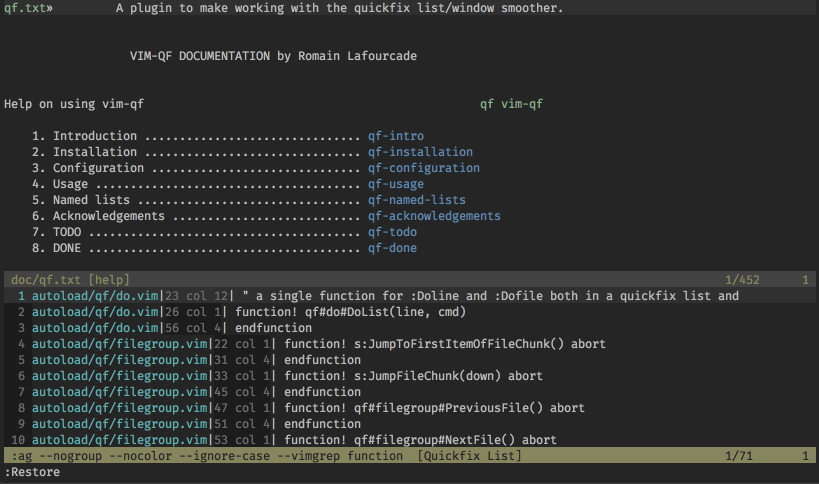 qf.txt»         A plugin to make working with the quickfix list/window smoother.
VIM-QF DOCUMENTATION by Romain Lafourcade
Help on using vim-qf                                                qf vim-qf
1. Introduction ............................... qf-intro
2. Installation ............................... qf-installation
3. Configuration .............................. qf-configuration
4. Usage ...................................... qf-usage
5. Named lists ................................ qf-named-lists
6. Acknowledgements ........................... qf-acknowledgements
7. TODO ....................................... qf-todo
8. DONE ....................................... qf-done
doc/qf.txt [help]                                                                                     1/452      1
1 autoload/qf/do.vim|23 col 12| " a single function for :Doline and :Dofile both in a quickfix list and
2 autoload/qf/do.vim|26 col 1| function! qf#do#DoList(line, cmd)
3 autoload/qf/do.vim|56 col 4| endfunction
4 autoload/qf/filegroup.vim|22 col 1| function! s:JumpToFirstItemOfFileChunk() abort
5 autoload/qf/filegroup.vim|31 col 4| endfunction
6 autoload/qf/filegroup.vim|33 col 1| function! s:JumpFileChunk(down) abort
7 autoload/qf/filegroup.vim|45 col 4| endfunction
8 autoload/qf/filegroup.vim|47 col 1| function! qf#filegroup#PreviousFile() abort
9 autoload/qf/filegroup.vim|51 col 4| endfunction
10 autoload/qf/filegroup.vim|53 col 1| function! qf#filegroup#NextFile() abort
:ag --nogroup --nocolor --ignore-case --vimgrep function  [Quickfix List]                             1/71       1
:Restore